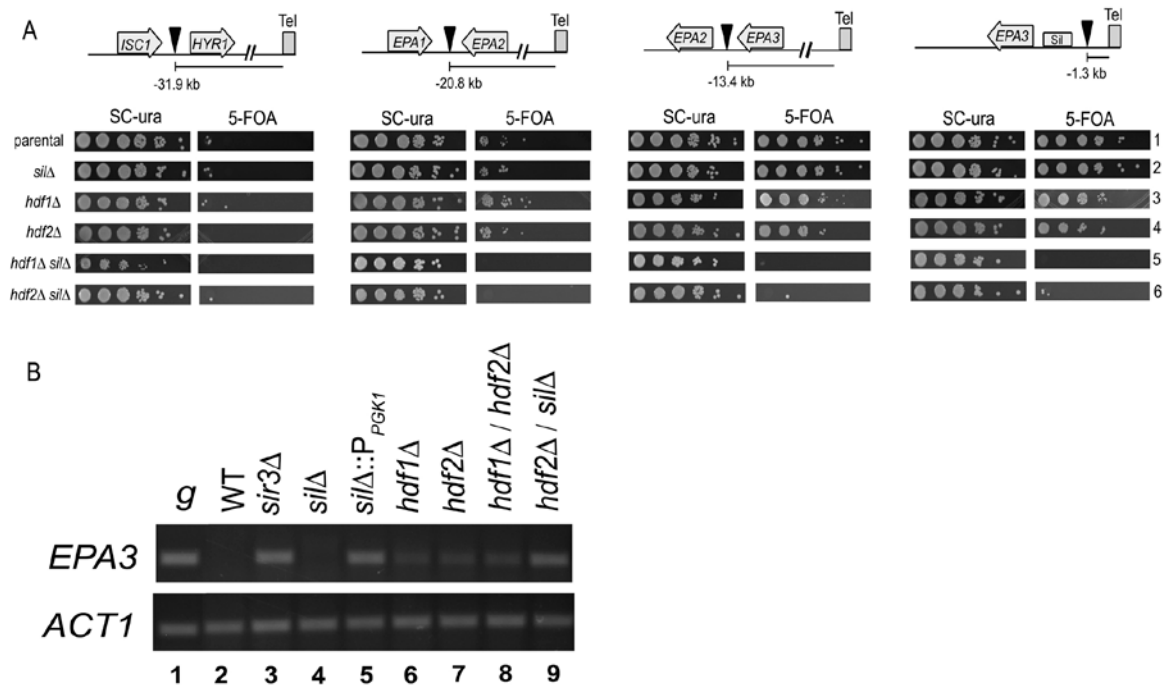 A
ISC1 HYR1 Tel
-31.9 kb
EPA1 EPA2 Tel
-20.8 kb
EPA2 EPA3 Tel
-13.4 kb
EPA3 Sil Tel
-1.3 kb
SC-ura 5-FOA SC-ura 5-FOA SC-ura 5-FOA SC-ura 5-FOA
parental 1
silΔ 2
hdf1Δ 3
hdf2Δ 4
hdf1Δ silΔ 5
hdf2Δ silΔ 6
B
g WT sir3Δ silΔ silΔ::PPGK1 hdf1Δ hdf2Δ hdf1Δ / hdf2Δ hdf2Δ / silΔ
EPA3
ACT1
1 2 3 4 5 6 7 8 9